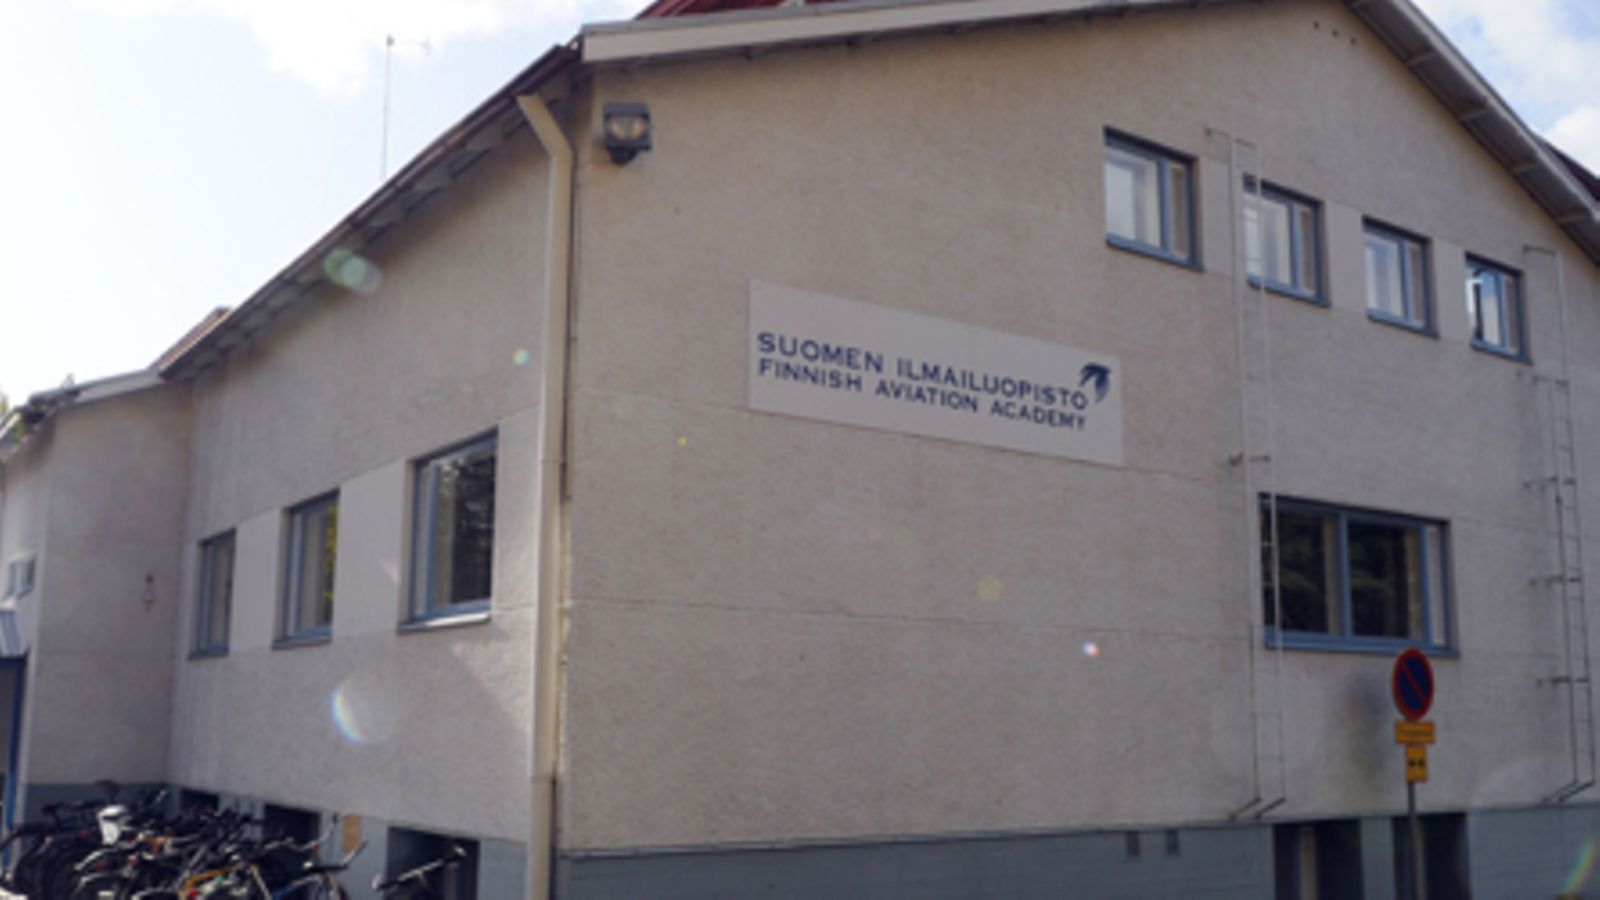 SUOMEN ILMAILUOPISTO
FINNISH AVIATION ACADEMY